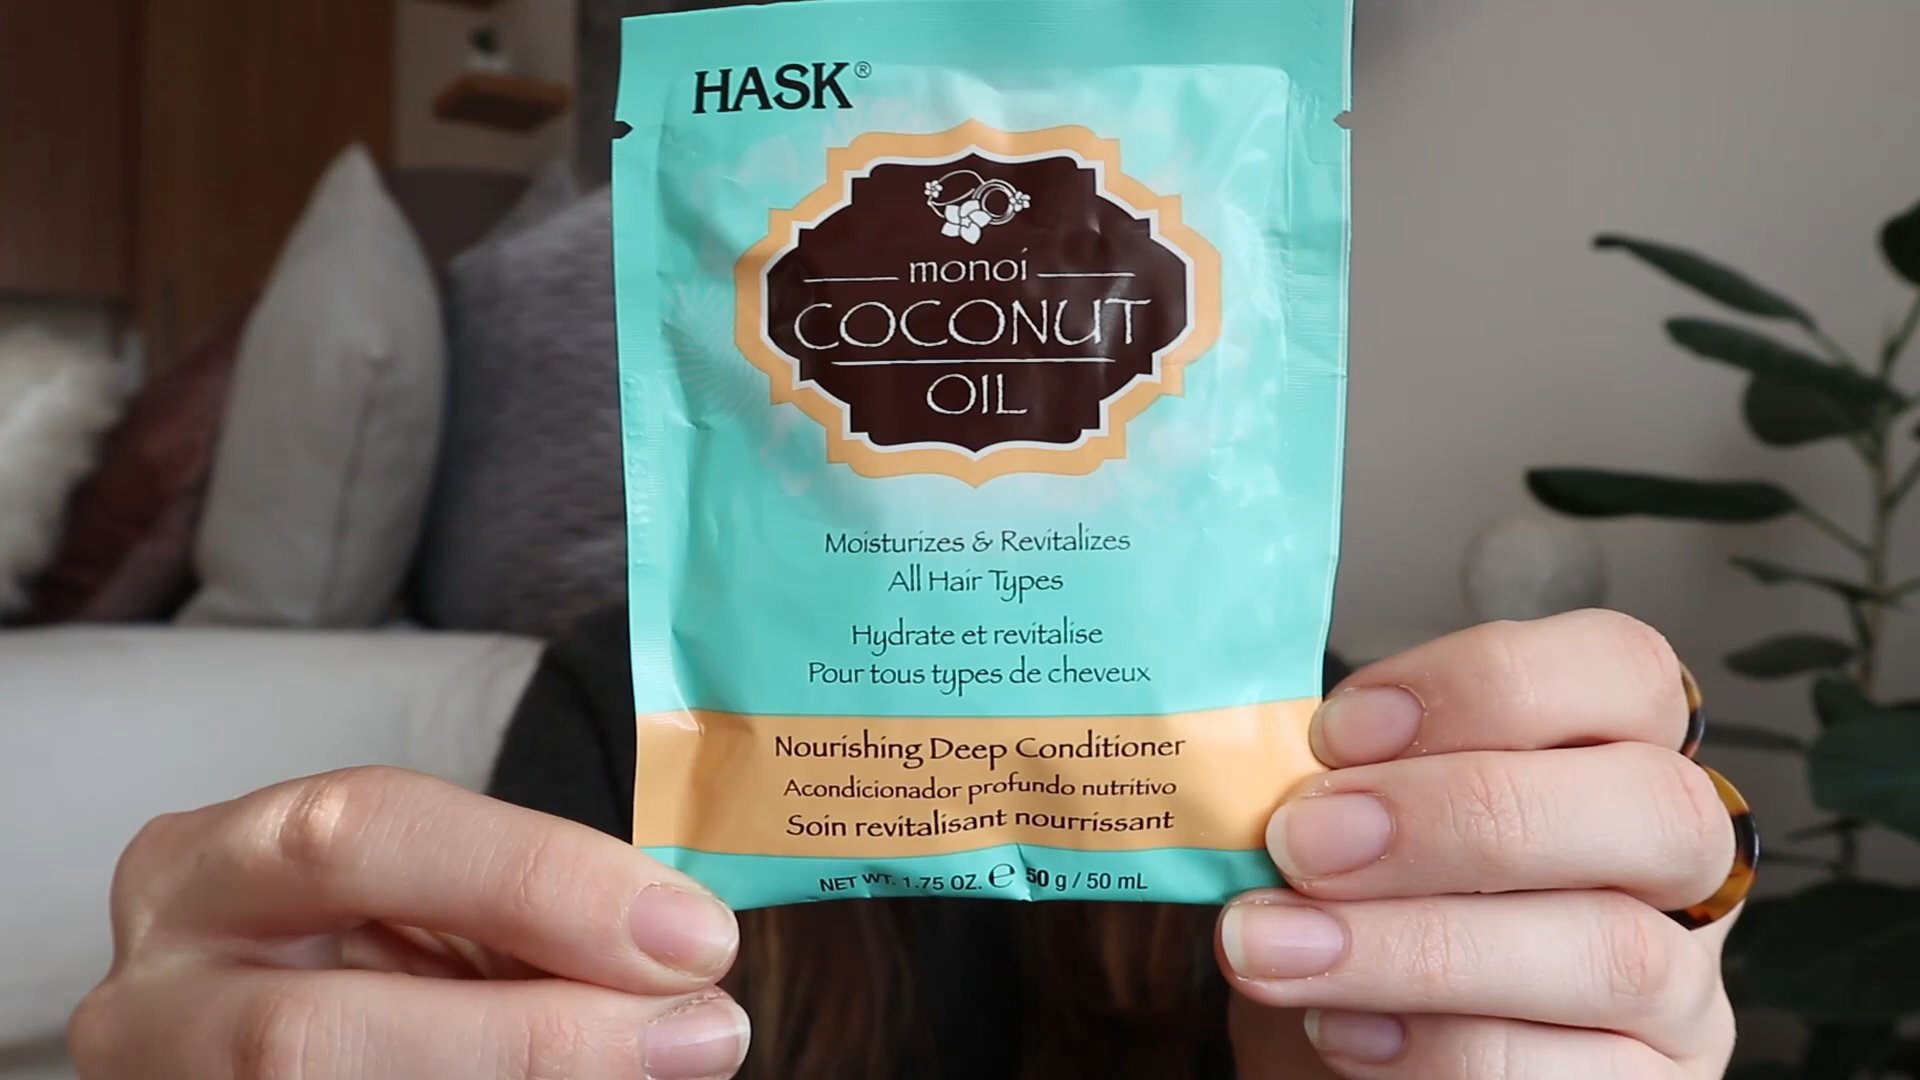 HASK®
monoi
COCONUT
OIL
Moisturizes & Revitalizes
All Hair Types
Hydrate et revitalise
Pour tous types de cheveux
Nourishing Deep Conditioner
Acondicionador profundo nutritivo
Soin revitalisant nourrissant
NET WT. 1.75 OZ. ℮ 50 g / 50 mL